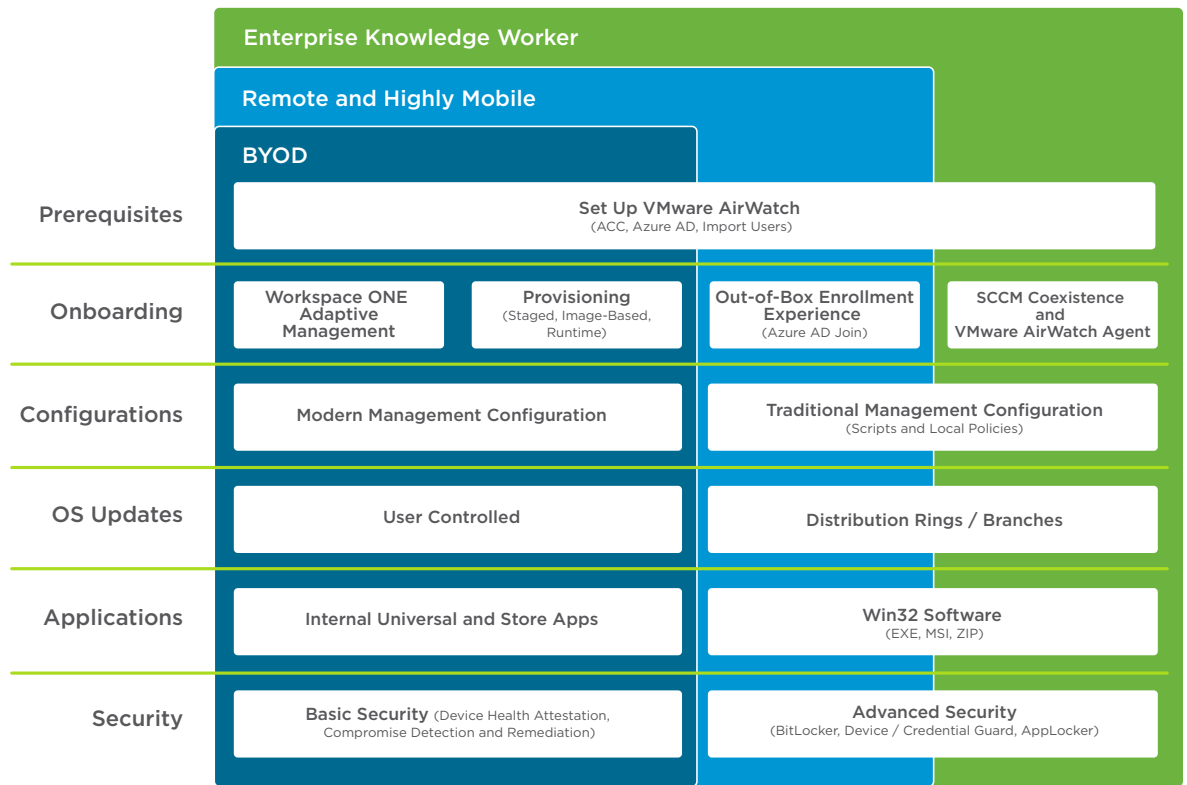 Enterprise Knowledge Worker
Remote and Highly Mobile
BYOD
Prerequisites
Set Up VMware AirWatch
(ACC, Azure AD, Import Users)
Onboarding
Workspace ONE
Adaptive
Management
Provisioning
(Staged, Image-Based,
Runtime)
Out-of-Box Enrollment
Experience
(Azure AD Join)
SCCM Coexistence
and
VMware AirWatch Agent
Configurations
Modern Management Configuration
Traditional Management Configuration
(Scripts and Local Policies)
OS Updates
User Controlled
Distribution Rings / Branches
Applications
Internal Universal and Store Apps
Win32 Software
(EXE, MSI, ZIP)
Security
Basic Security (Device Health Attestation,
Compromise Detection and Remediation)
Advanced Security
(BitLocker, Device / Credential Guard, AppLocker)